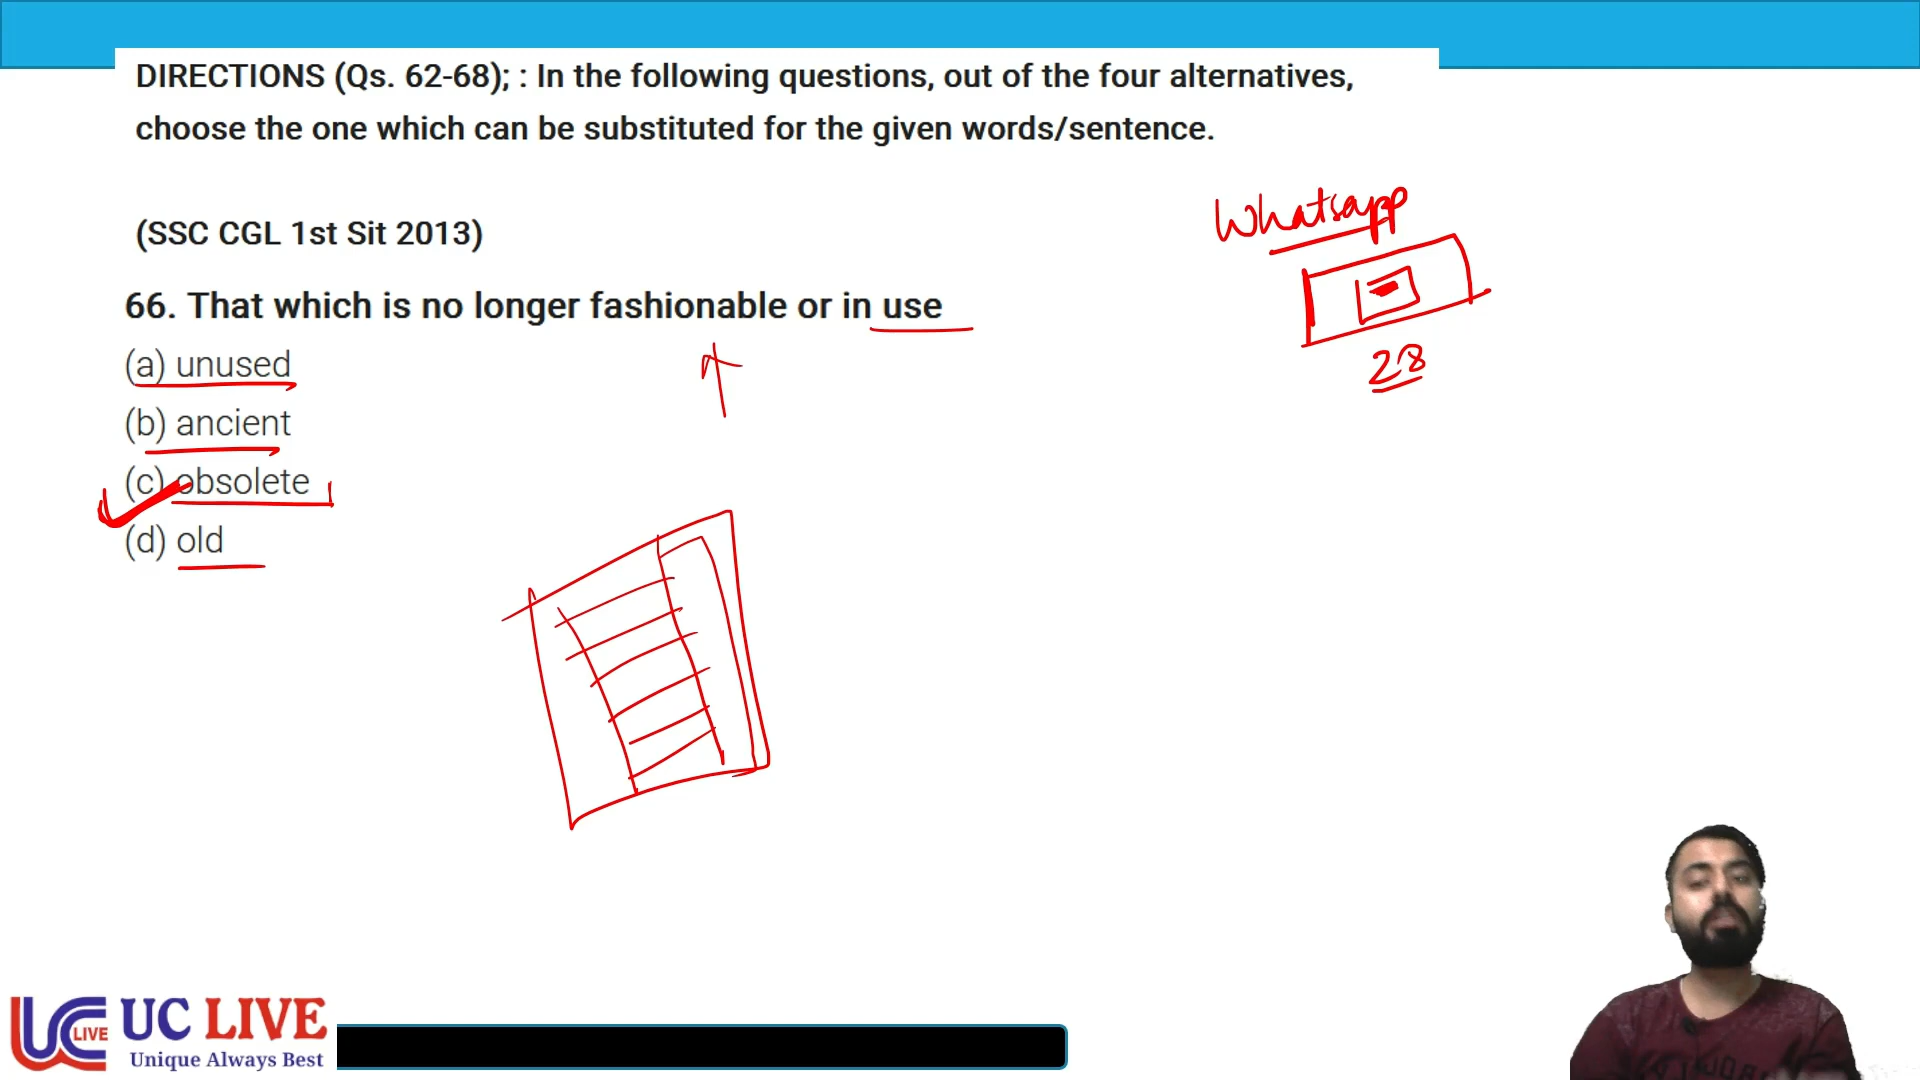 DIRECTIONS (Qs. 62-68); : In the following questions, out of the four alternatives,
choose the one which can be substituted for the given words/sentence.
(SSC CGL 1st Sit 2013)
Whatsapp
28
66. That which is no longer fashionable or in use
(a) unused
(b) ancient
(c) obsolete
(d) old
UC LIVE
LIVE
Unique Always Best